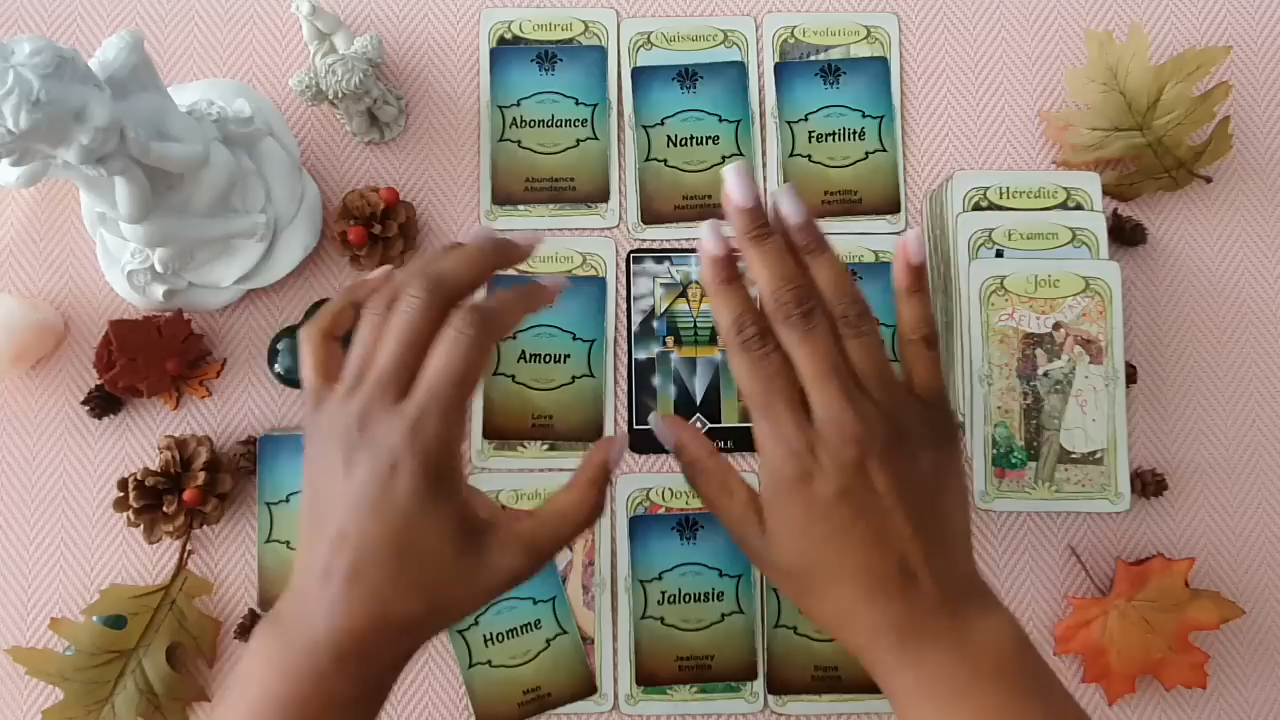 Contrat
Abondance
Abundance
Abundancia
Naissance
Nature
Nature
Naturaleza
Evolution
Fertilité
Fertility
Fertilidad
Hérédité
Examen
Joie
Amour
Love
Amor
Homme
Man
Hombre
Jalousie
Jealousy
Envidia